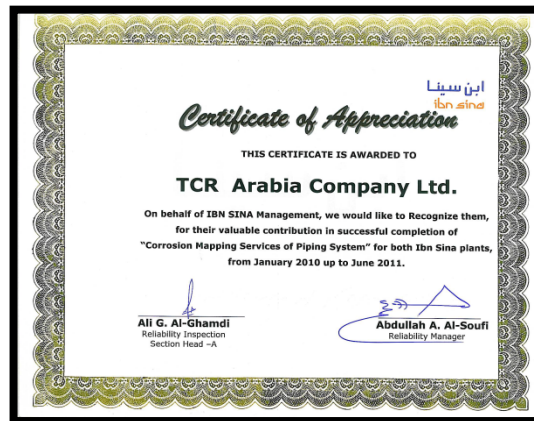 ابن سينا
ibn sina
Certificate of Appreciation
THIS CERTIFICATE IS AWARDED TO
TCR Arabia Company Ltd.
On behalf of IBN SINA Management, we would like to Recognize them,
for their valuable contribution in successful completion of
“Corrosion Mapping Services of Piping System” for both Ibn Sina plants,
from January 2010 up to June 2011.
Ali G. Al-Ghamdi
Reliability Inspection
Section Head –A
Abdullah A. Al-Soufi
Reliability Manager